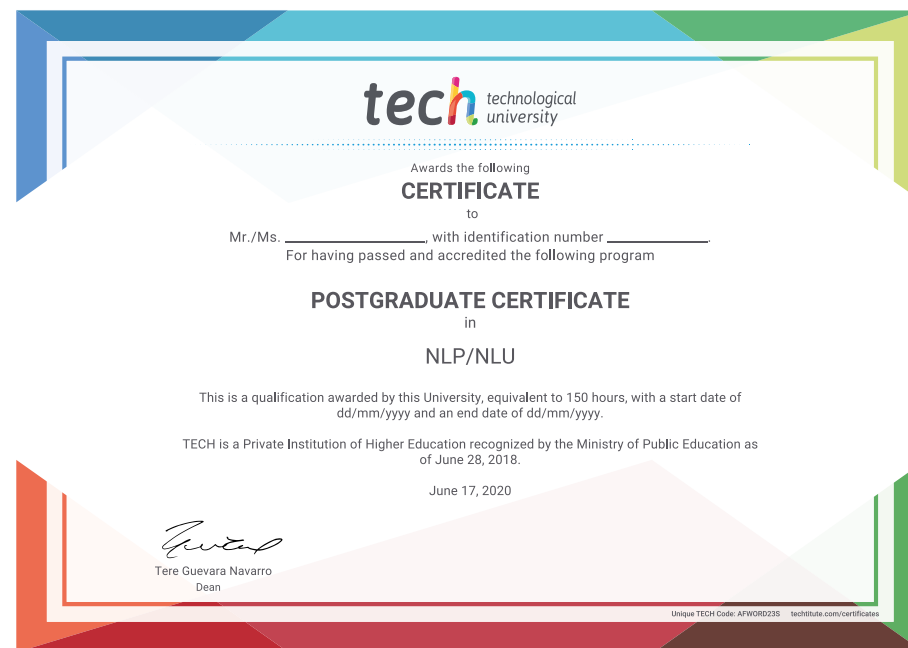 tech technological
university
Awards the following
CERTIFICATE
to
Mr./Ms. ____________________, with identification number ______________.
For having passed and accredited the following program
POSTGRADUATE CERTIFICATE
in
NLP/NLU
This is a qualification awarded by this University, equivalent to 150 hours, with a start date of
dd/mm/yyyy and an end date of dd/mm/yyyy.
TECH is a Private Institution of Higher Education recognized by the Ministry of Public Education as
of June 28, 2018.
June 17, 2020
Tere Guevara Navarro
Dean
Unique TECH Code: AFWORD23S techtitute.com/certificates